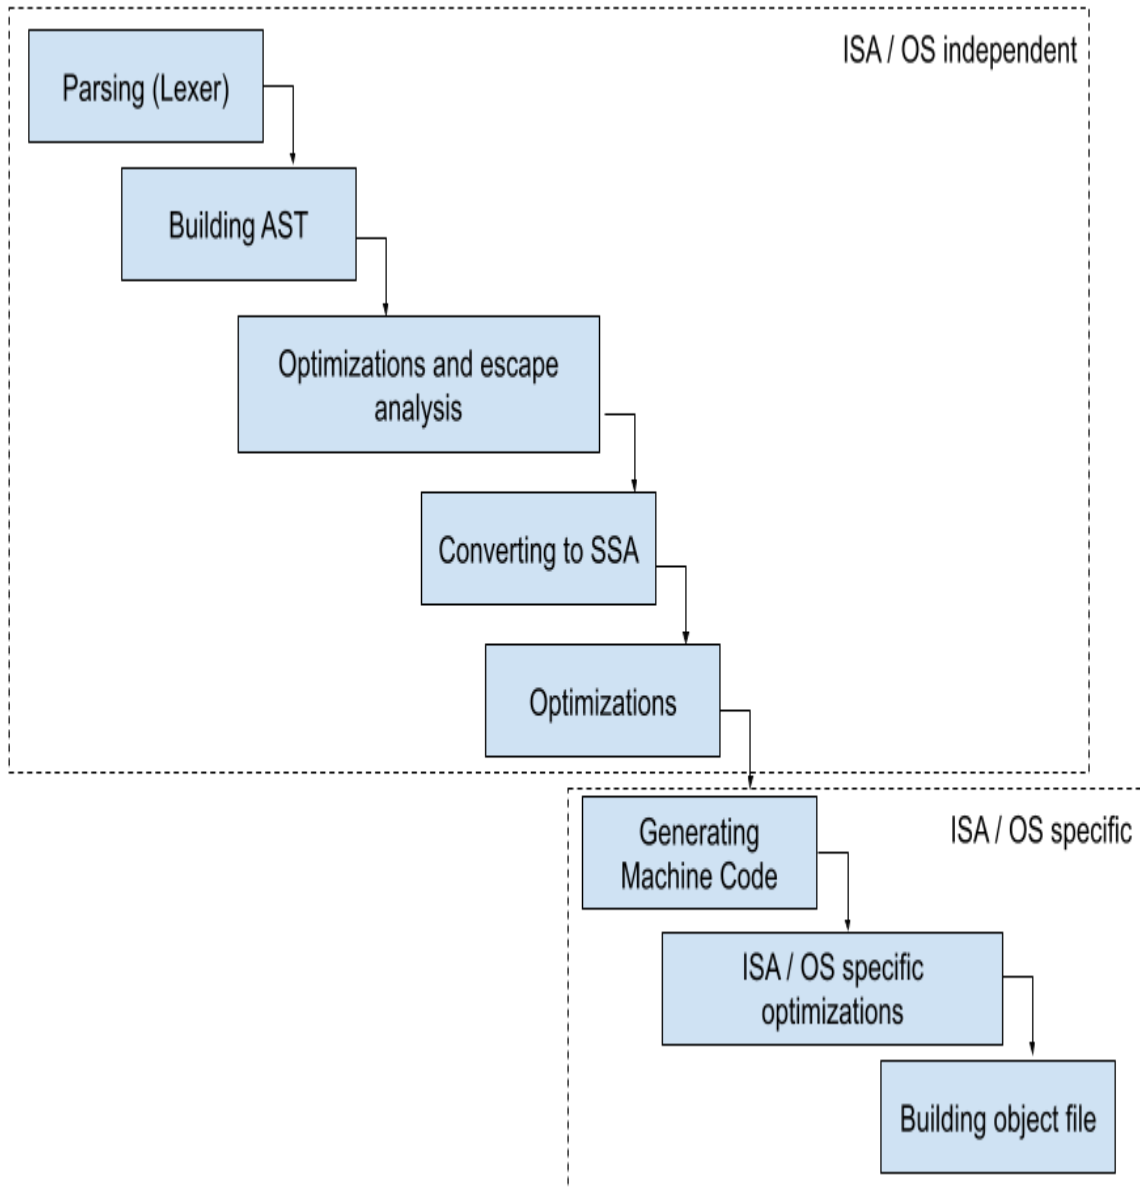 ISA / OS independent
Parsing (Lexer)
Building AST
Optimizations and escape
analysis
Converting to SSA
Optimizations
Generating
Machine Code
ISA / OS specific
ISA / OS specific
optimizations
Building object file